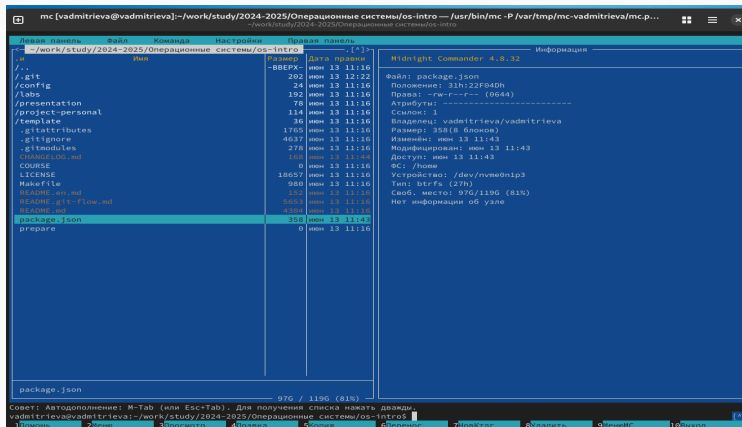 mc [vadmitrieva@vadmitrieva]:~/work/study/2024-2025/Операционные системы/os-intro — /usr/bin/mc -P /var/tmp/mc-vadmitrieva/mc.p...
~/work/study/2024-2025/Операционные системы/os-intro
Левая панель Файл Команда Настройки Правая панель
<— ~/work/study/2024-2025/Операционные системы/os-intro .[^]>
.и Имя Размер Дата правки
/.. -ВВЕРХ- июн 13 11:16
/.git 202 июн 13 12:22
/config 24 июн 13 11:16
/labs 192 июн 13 11:16
/presentation 78 июн 13 11:16
/project-personal 114 июн 13 11:16
/template 36 июн 13 11:16
.gitattributes 1765 июн 13 11:16
.gitignore 4637 июн 13 11:16
.gitmodules 278 июн 13 11:16
CHANGELOG.md 168 июн 13 11:44
COURSE 0 июн 13 11:16
LICENSE 18657 июн 13 11:16
Makefile 980 июн 13 11:16
README.en.md 152 июн 13 11:16
README.git-flow.md 5653 июн 13 11:16
README.md 4304 июн 13 11:16
package.json 358 июн 13 11:43
prepare 0 июн 13 11:16
package.json
97G / 119G (81%)
Информация
Midnight Commander 4.8.32
Файл: package.json
Положение: 31h:22F04Dh
Права: -rw-r--r-- (0644)
Атрибуты: -------------------------
Ссылок: 1
Владелец: vadmitrieva/vadmitrieva
Размер: 358(8 блоков)
Изменён: июн 13 11:43
Модифицирован: июн 13 11:43
Доступ: июн 13 11:43
ФС: /home
Устройство: /dev/nvme0n1p3
Тип: btrfs (27h)
Своб. место: 97G/119G (81%)
Нет информации об узле
Совет: Автодополнение: M-Tab (или Esc+Tab). Для получения списка нажать дважды.
vadmitrieva@vadmitrieva:~/work/study/2024-2025/Операционные системы/os-intro$ [^]
1Помощь 2Меню 3Просмотр 4Правка 5Копия 6Перенос 7НовКтог 8Удалить 9МенюMC 10Выход